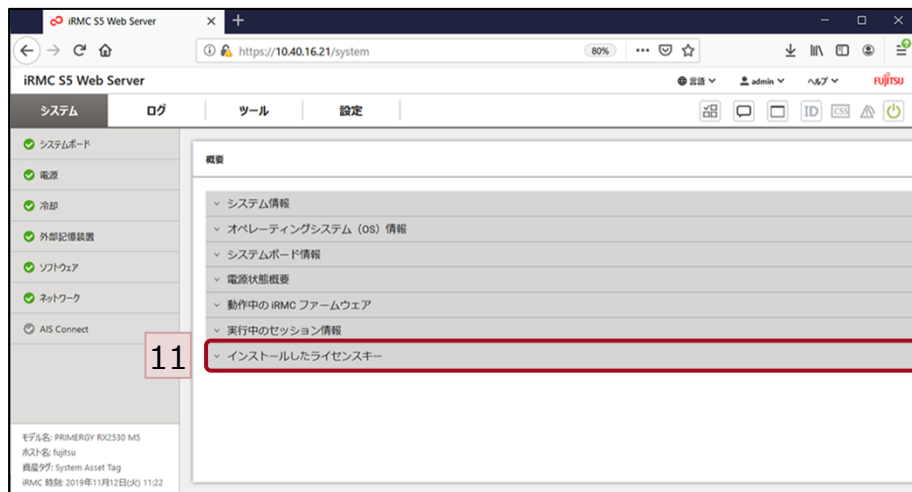 iRMC S5 Web Server
https://10.40.16.21/system
80%
iRMC S5 Web Server
言語
admin
ヘルプ
FUJITSU
システム
ログ
ツール
設定
ID
CSS
システムボード
電源
冷却
外部記憶装置
ソフトウェア
ネットワーク
AIS Connect
概要
システム情報
オペレーティングシステム（OS）情報
システムボード情報
電源状態概要
動作中の iRMC ファームウェア
実行中のセッション情報
11
インストールしたライセンスキー
モデル名: PRIMERGY RX2530 M5
ホスト名: fujitsu
資産タグ: System Asset Tag
iRMC 時刻: 2019年11月12日(火) 11:22